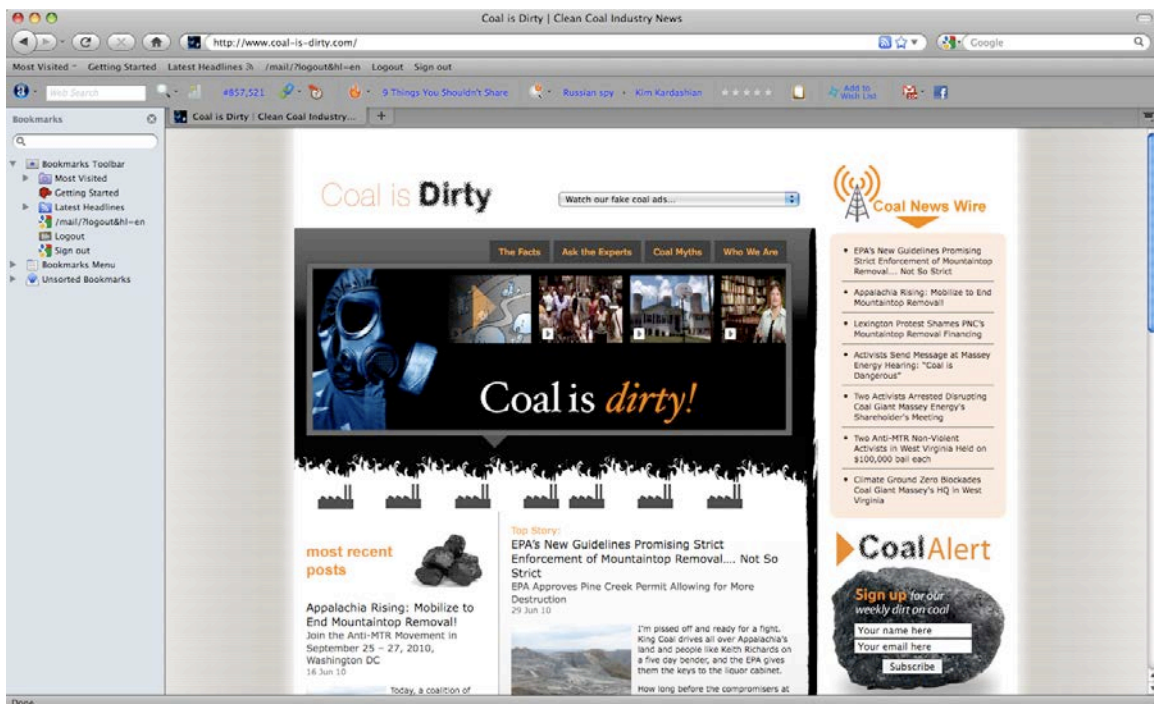 Coal is Dirty | Clean Coal Industry News
http://www.coal-is-dirty.com/
Google
Most Visited
Getting Started
Latest Headlines
/mail/?logout&hl=en
Logout
Sign out
Web Search
#857,521
9 Things You Shouldn't Share
Russian spy
Kim Kardashian
Add to
Wish List
Bookmarks
Coal is Dirty | Clean Coal Industry...
Bookmarks Toolbar
Most Visited
Getting Started
Latest Headlines
/mail/?logout&hl=en
Logout
Sign out
Bookmarks Menu
Unsorted Bookmarks
Coal is Dirty
Watch our fake coal ads...
The Facts
Ask the Experts
Coal Myths
Who We Are
Coal is dirty!
most recent
posts
Appalachia Rising: Mobilize to
End Mountaintop Removal!
Join the Anti-MTR Movement in
September 25 – 27, 2010,
Washington DC
16 Jun 10
Today, a coalition of
Top Story:
EPA's New Guidelines Promising Strict
Enforcement of Mountaintop Removal.... Not So
Strict
EPA Approves Pine Creek Permit Allowing for More
Destruction
29 Jun 10
I'm pissed off and ready for a fight.
King Coal drives all over Appalachia's
land and people like Keith Richards on
a five day bender, and the EPA gives
them the keys to the liquor cabinet.
How long before the compromisers at
Coal News Wire
EPA's New Guidelines Promising
Strict Enforcement of Mountaintop
Removal.... Not So Strict
Appalachia Rising: Mobilize to End
Mountaintop Removal!
Lexington Protest Shames PNC's
Mountaintop Removal Financing
Activists Send Message at Massey
Energy Hearing: "Coal is
Dangerous"
Two Activists Arrested Disrupting
Coal Giant Massey Energy's
Shareholder's Meeting
Two Anti-MTR Non-Violent
Activists in West Virginia Held on
$100,000 bail each
Climate Ground Zero Blockades
Coal Giant Massey's HQ in West
Virginia
CoalAlert
Sign up for our
weekly dirt on coal
Your name here
Your email here
Subscribe
Done